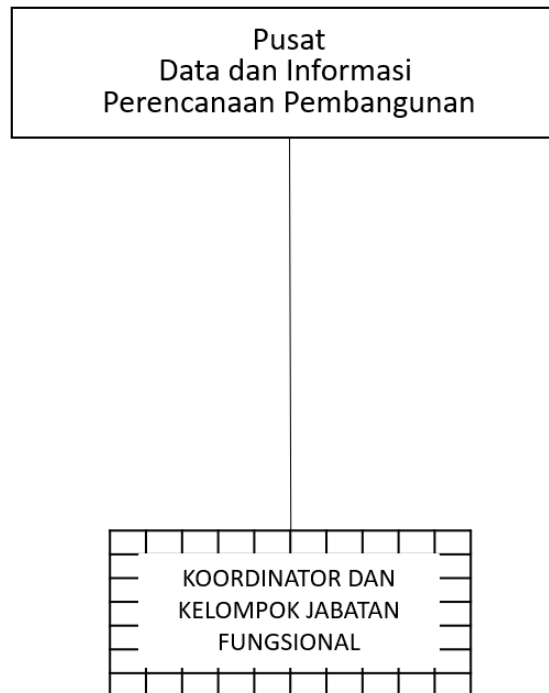 Pusat
Data dan Informasi
Perencanaan Pembangunan
KOORDINATOR DAN
KELOMPOK JABATAN
FUNGSIONAL